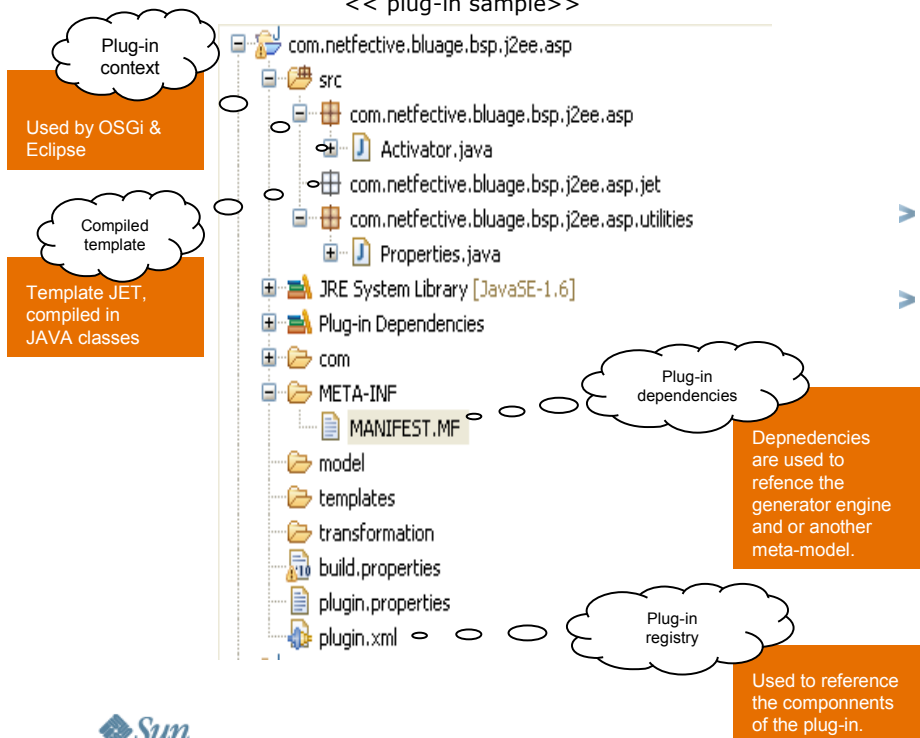 << plug-in sample>>
Plug-in
context
Used by OSGi &
Eclipse
Compiled
template
Template JET,
compiled in
JAVA classes
com.netfective.bluage.bsp.j2ee.asp
src
com.netfective.bluage.bsp.j2ee.asp
Activator.java
com.netfective.bluage.bsp.j2ee.asp.jet
com.netfective.bluage.bsp.j2ee.asp.utilities
Properties.java
JRE System Library [JavaSE-1.6]
Plug-in Dependencies
com
META-INF
MANIFEST.MF
model
templates
transformation
build.properties
plugin.properties
plugin.xml
>
>
Plug-in
dependencies
Depnedencies
are used to
refence the
generator engine
and or another
meta-model.
Plug-in
registry
Used to reference
the componnents
of the plug-in.
Sun